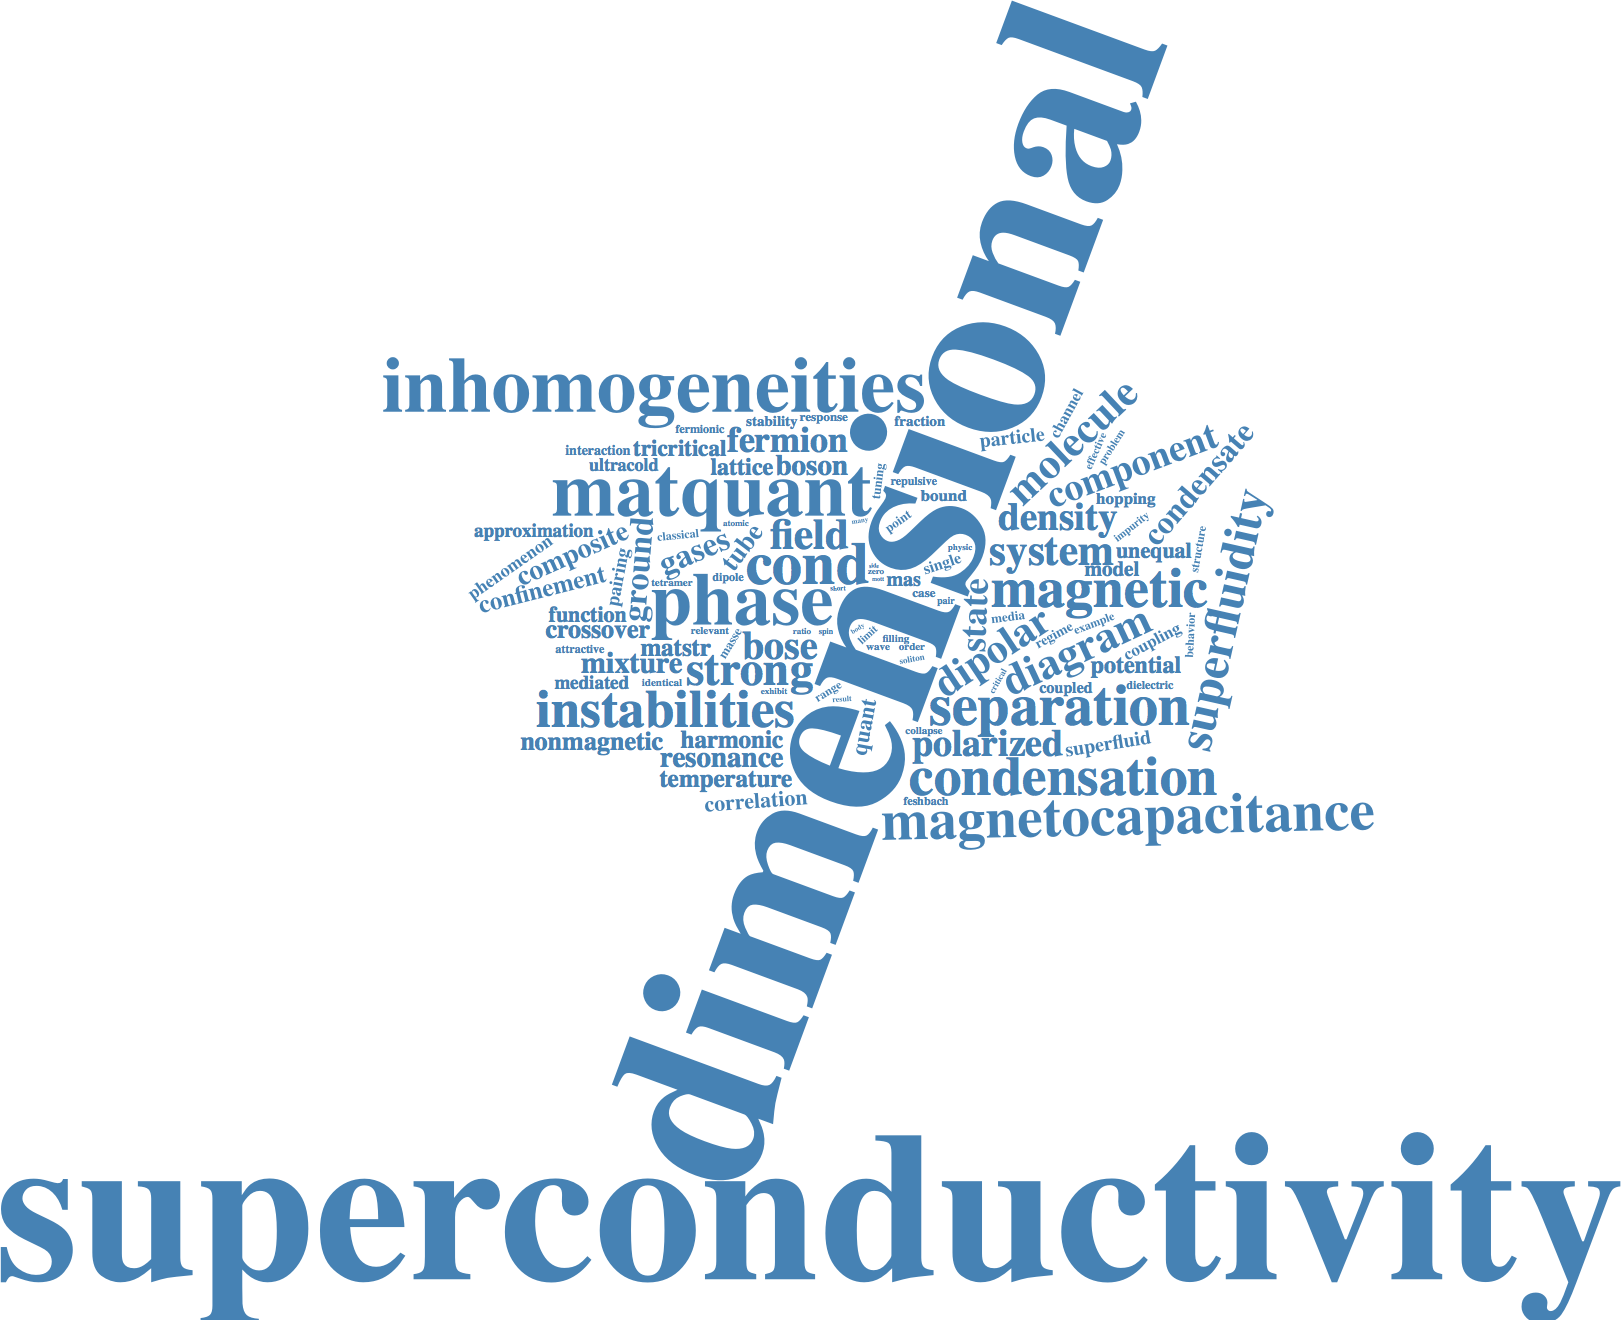 dimensional
inhomogeneities
stability
response
fraction
fermionic
fermion
interaction
tricritical
ultracold
lattice
boson
matquant
tuning
repulsive
bound
particle
channel
molecule
effective
problem
component
condensate
hopping
density
impurity
point
many
atomic
approximation
phenomenon
composite
confinement
pairing
ground
classical
gases
tube
field
cond
dipole
tetramer
short
side
zero
mott
mas
single
physic
case
pair
system
unequal
model
structure
superfluidity
magnetic
phase
function
crossover
relevant
masse
ratio
spin
body
limit
filling
wave
order
soliton
state
media
dipolar
regime
example
diagram
coupling
behavior
attractive
matstr
bose
mixture
strong
mediated
identical
exhibit
range
result
critical
coupled
potential
dielectric
instabilities
separation
quant
collapse
nonmagnetic
harmonic
polarized
superfluid
resonance
temperature
condensation
correlation
feshbach
magnetocapacitance
superconductivity